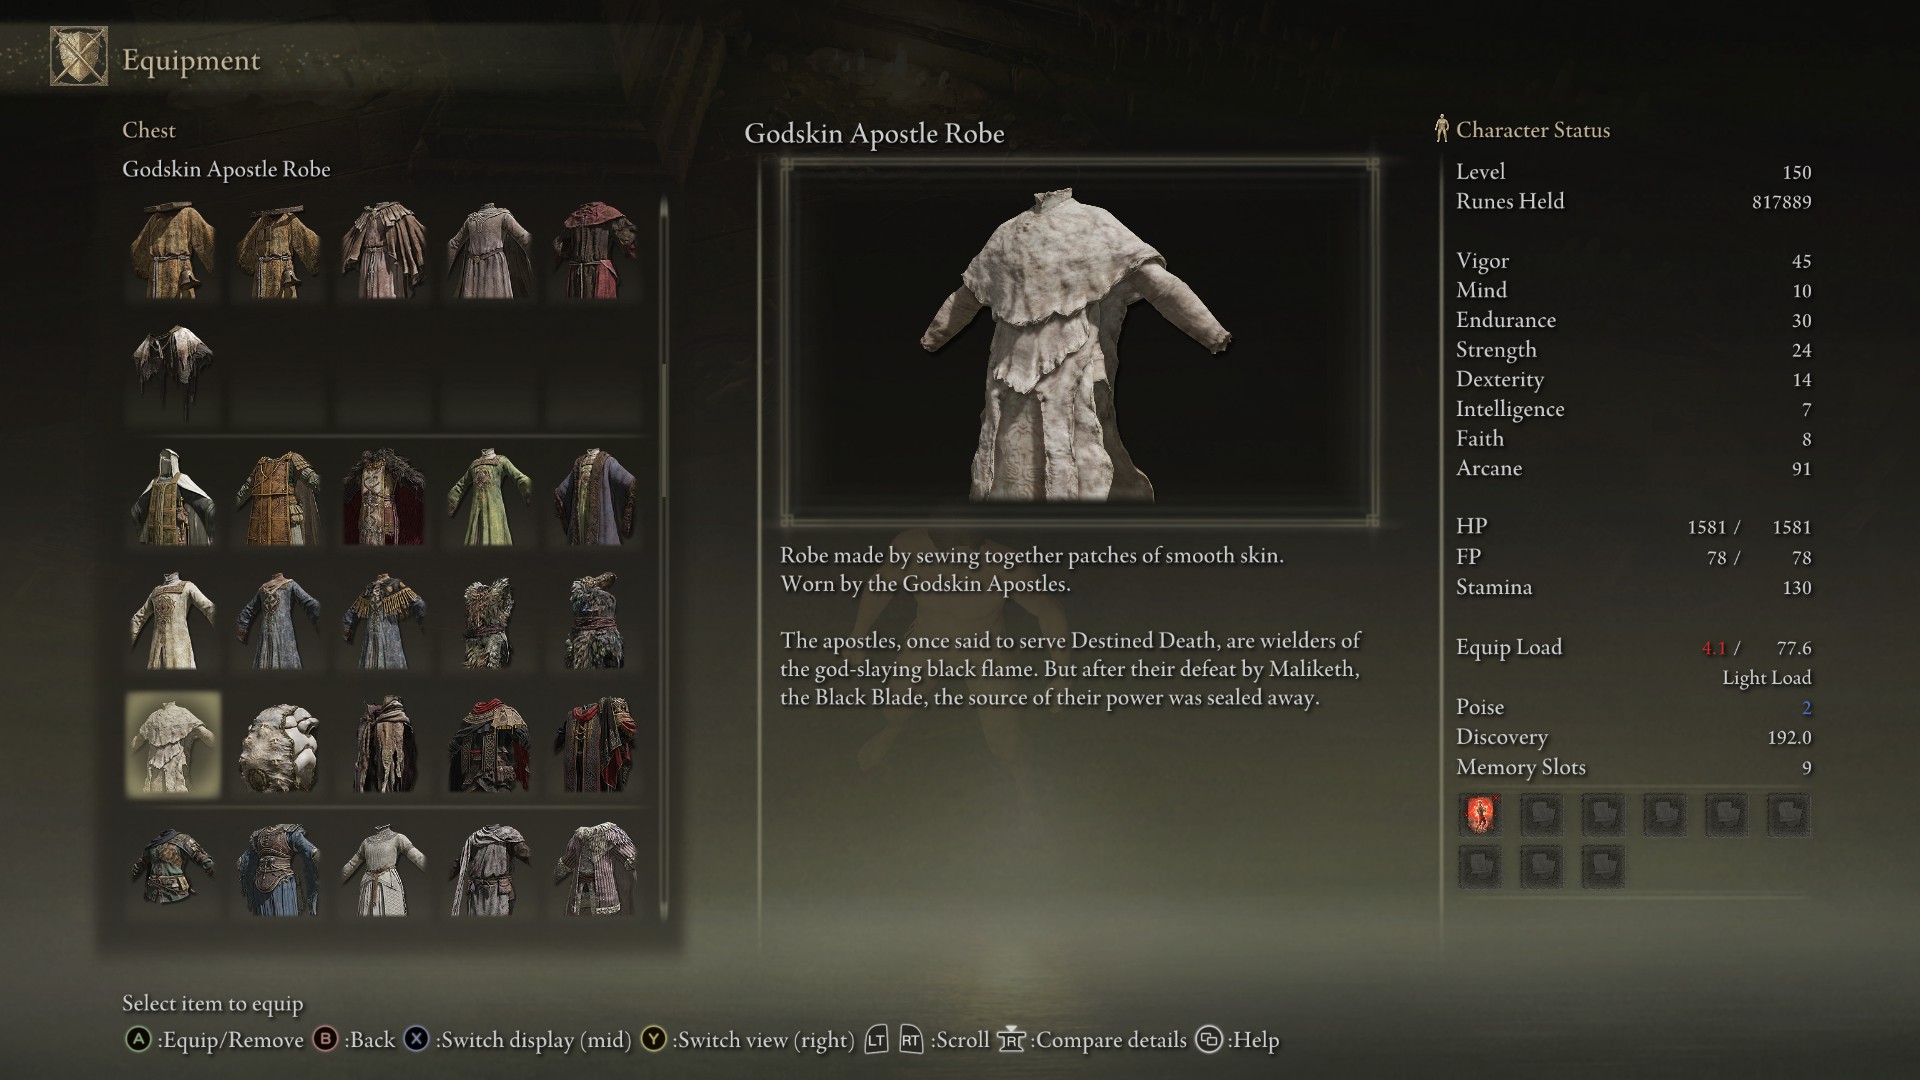 Equipment
Chest
Godskin Apostle Robe
Godskin Apostle Robe
Robe made by sewing together patches of smooth skin.
Worn by the Godskin Apostles.
The apostles, once said to serve Destined Death, are wielders of
the god-slaying black flame. But after their defeat by Maliketh,
the Black Blade, the source of their power was sealed away.
Character Status
Level 150
Runes Held 817889
Vigor 45
Mind 10
Endurance 30
Strength 24
Dexterity 14
Intelligence 7
Faith 8
Arcane 91
HP 1581 / 1581
FP 78 / 78
Stamina 130
Equip Load 4.1 / 77.6
Light Load
Poise 2
Discovery 192.0
Memory Slots 9
Select item to equip
A :Equip/Remove B :Back X :Switch display (mid) Y :Switch view (right) LT RT :Scroll R :Compare details :Help